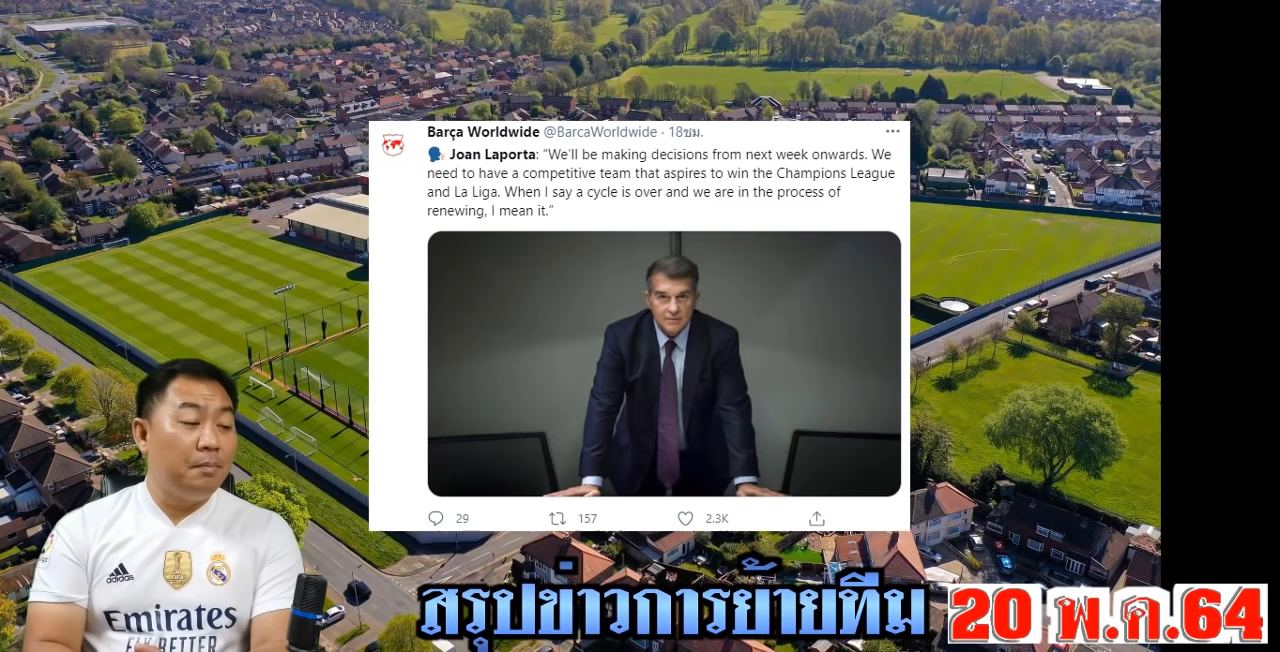 Barça Worldwide @BarcaWorldwide · 18ชม.
Joan Laporta: “We'll be making decisions from next week onwards. We
need to have a competitive team that aspires to win the Champions League
and La Liga. When I say a cycle is over and we are in the process of
renewing, I mean it.”
29 157 2.3K
adidas
Emirates
FLY BETTER
สรุปข่าวการย้ายทีม 20 พ.ค.64